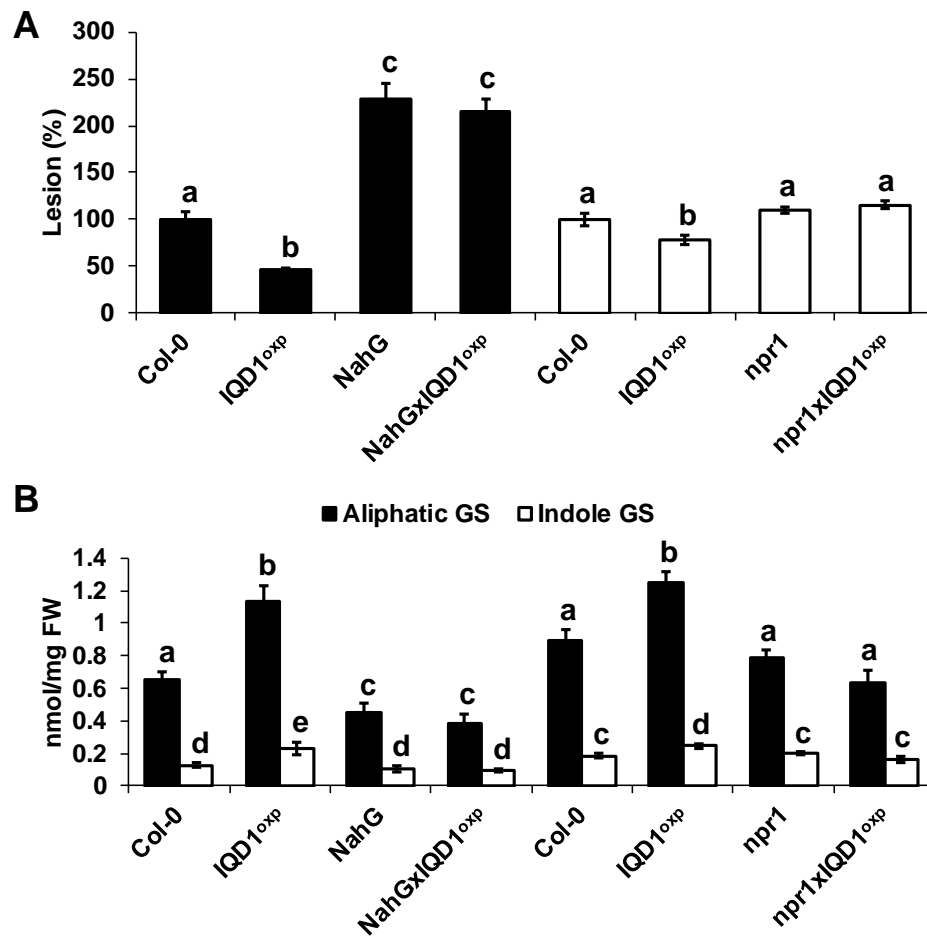 A
Lesion (%)
300
250
200
150
100
50
0
a
b
c
c
a
b
a
a
Col-0
IQD1oxp
NahG
NahGxIQD1oxp
Col-0
IQD1oxp
npr1
npr1xIQD1oxp
B
Aliphatic GS Indole GS
nmol/mg FW
1.4
1.2
1
0.8
0.6
0.4
0.2
0
a
d
b
e
c
d
c
d
a
c
b
d
a
c
a
c
Col-0
IQD1oxp
NahG
NahGxIQD1oxp
Col-0
IQD1oxp
npr1
npr1xIQD1oxp